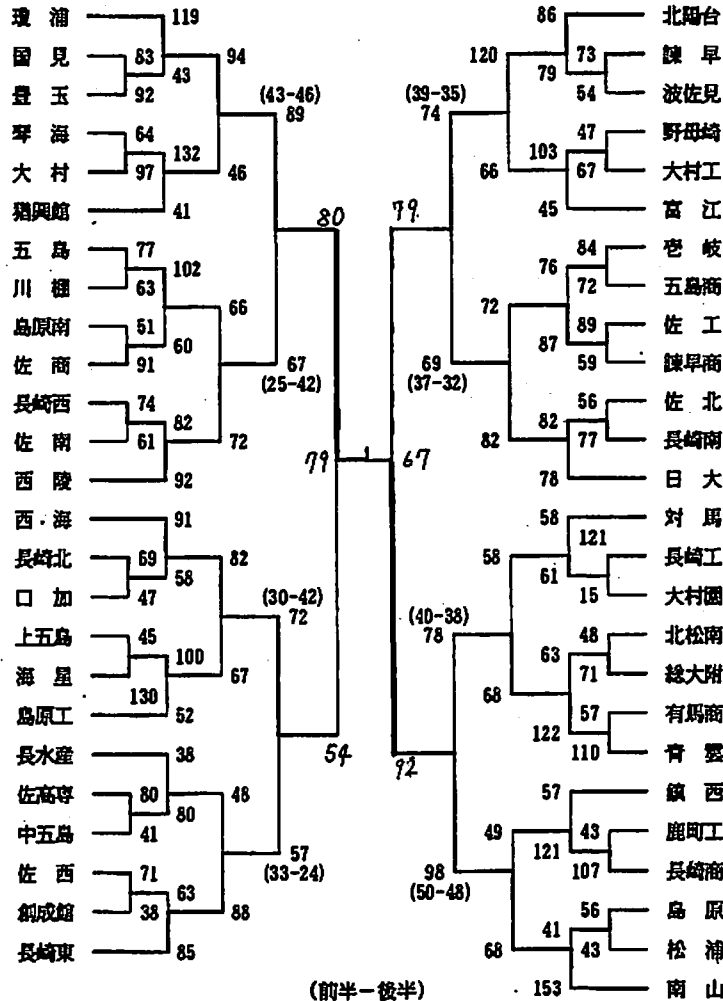 瓊浦 119
国見 83
43
94
豊玉 92
(43-46)
89
琴海 64
132
大村 97
46
猶興館 41
80
五島 77
102
川棚 63
66
島原南 51
60
佐商 91
67
(25-42)
長崎西 74
82
佐南 61
72
西陵 92
79
西海 91
長崎北 69
58
82
口加 47
(30-42)
72
上五島 45
100
海星 130
67
島原工 52
54
長水産 38
佐高専 80
80
48
中五島 41
57
(33-24)
佐西 71
63
創成館 38
88
長崎東 85
86 北陽台
120
73 諫早
79
54 波佐見
(39-35)
74
47 野母崎
103
67 大村工
66
45 富江
79
84 壱岐
76
72 五島商
72
89 佐工
87
59 諫早商
69
(37-32)
56 佐北
82
77 長崎南
82
78 日大
67
58 対馬
121 長崎工
58
61
15 大村園
(40-38)
78
48 北松南
63
71 総大附
68
57 有馬商
122
110 青雲
92
57 鎮西
49
43 鹿町工
121
107 長崎商
98
(50-48)
56 島原
41
43 松浦
68
153 南山
(前半−後半)